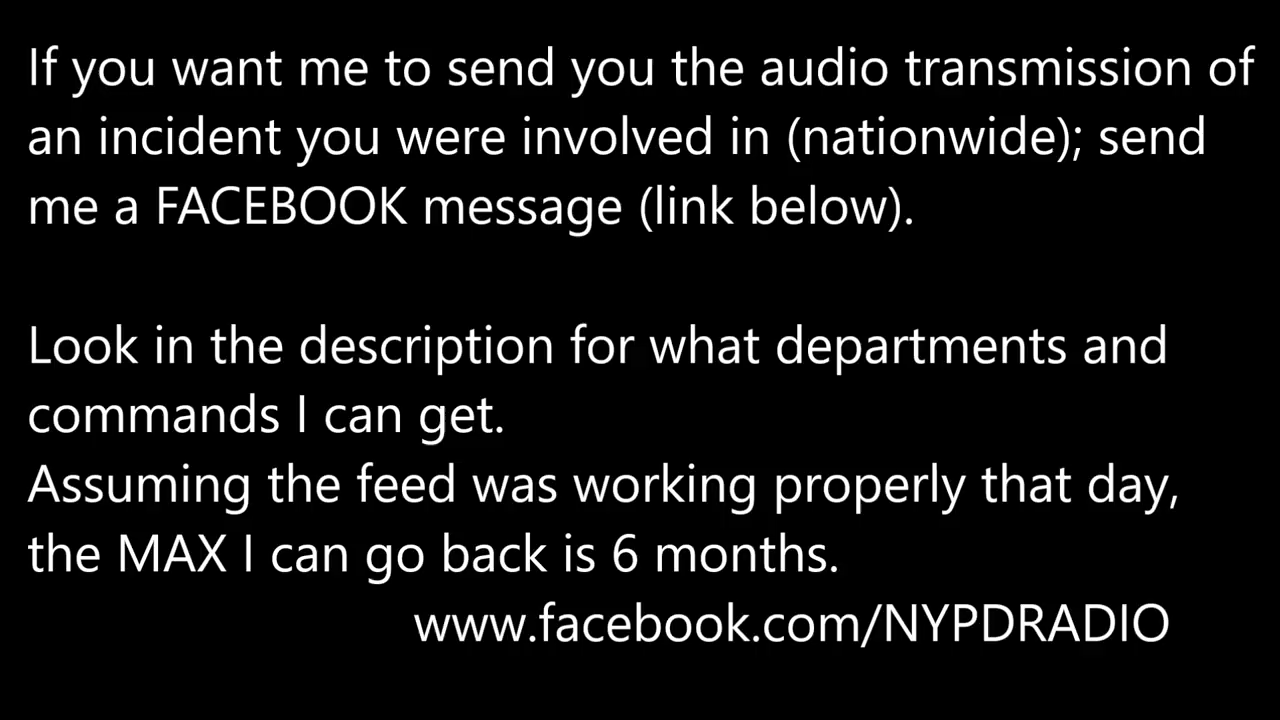 If you want me to send you the audio transmission of
an incident you were involved in (nationwide); send
me a FACEBOOK message (link below).
Look in the description for what departments and
commands I can get.
Assuming the feed was working properly that day,
the MAX I can go back is 6 months.
www.facebook.com/NYPDRADIO